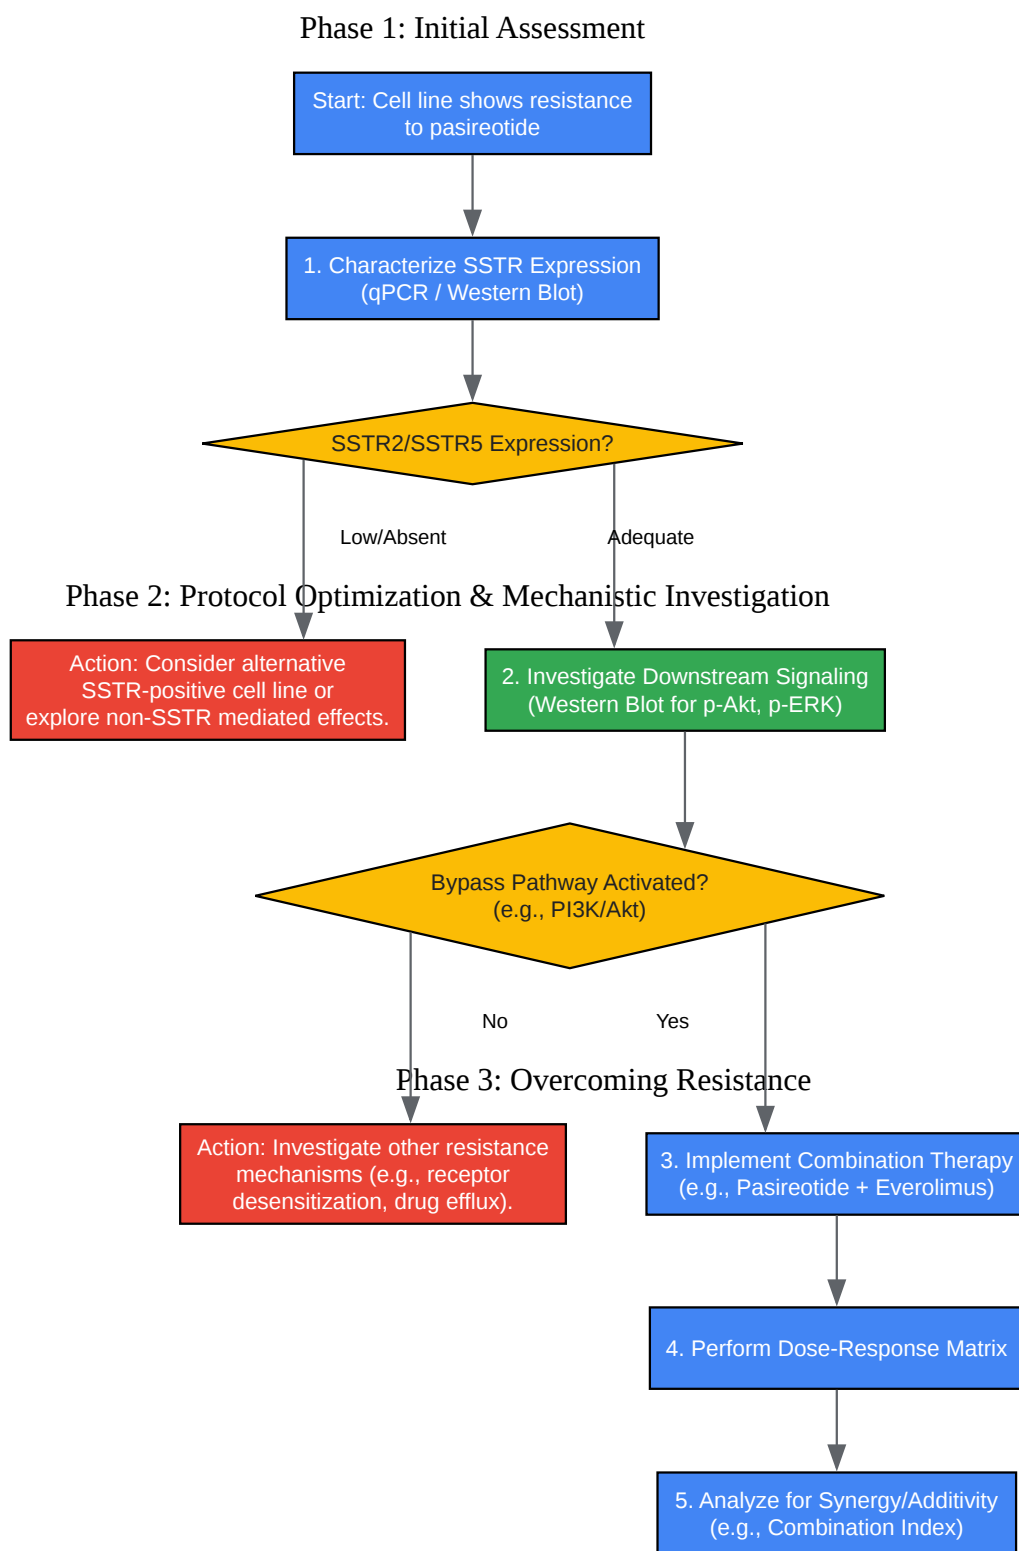 Phase 1: Initial Assessment
Start: Cell line shows resistance
to pasireotide
1. Characterize SSTR Expression
(qPCR / Western Blot)
SSTR2/SSTR5 Expression?
Low/Absent
Adequate
Phase 2: Protocol Optimization & Mechanistic Investigation
Action: Consider alternative
SSTR-positive cell line or
explore non-SSTR mediated effects.
2. Investigate Downstream Signaling
(Western Blot for p-Akt, p-ERK)
Bypass Pathway Activated?
(e.g., PI3K/Akt)
No
Yes
Phase 3: Overcoming Resistance
Action: Investigate other resistance
mechanisms (e.g., receptor
desensitization, drug efflux).
3. Implement Combination Therapy
(e.g., Pasireotide + Everolimus)
4. Perform Dose-Response Matrix
5. Analyze for Synergy/Additivity
(e.g., Combination Index)